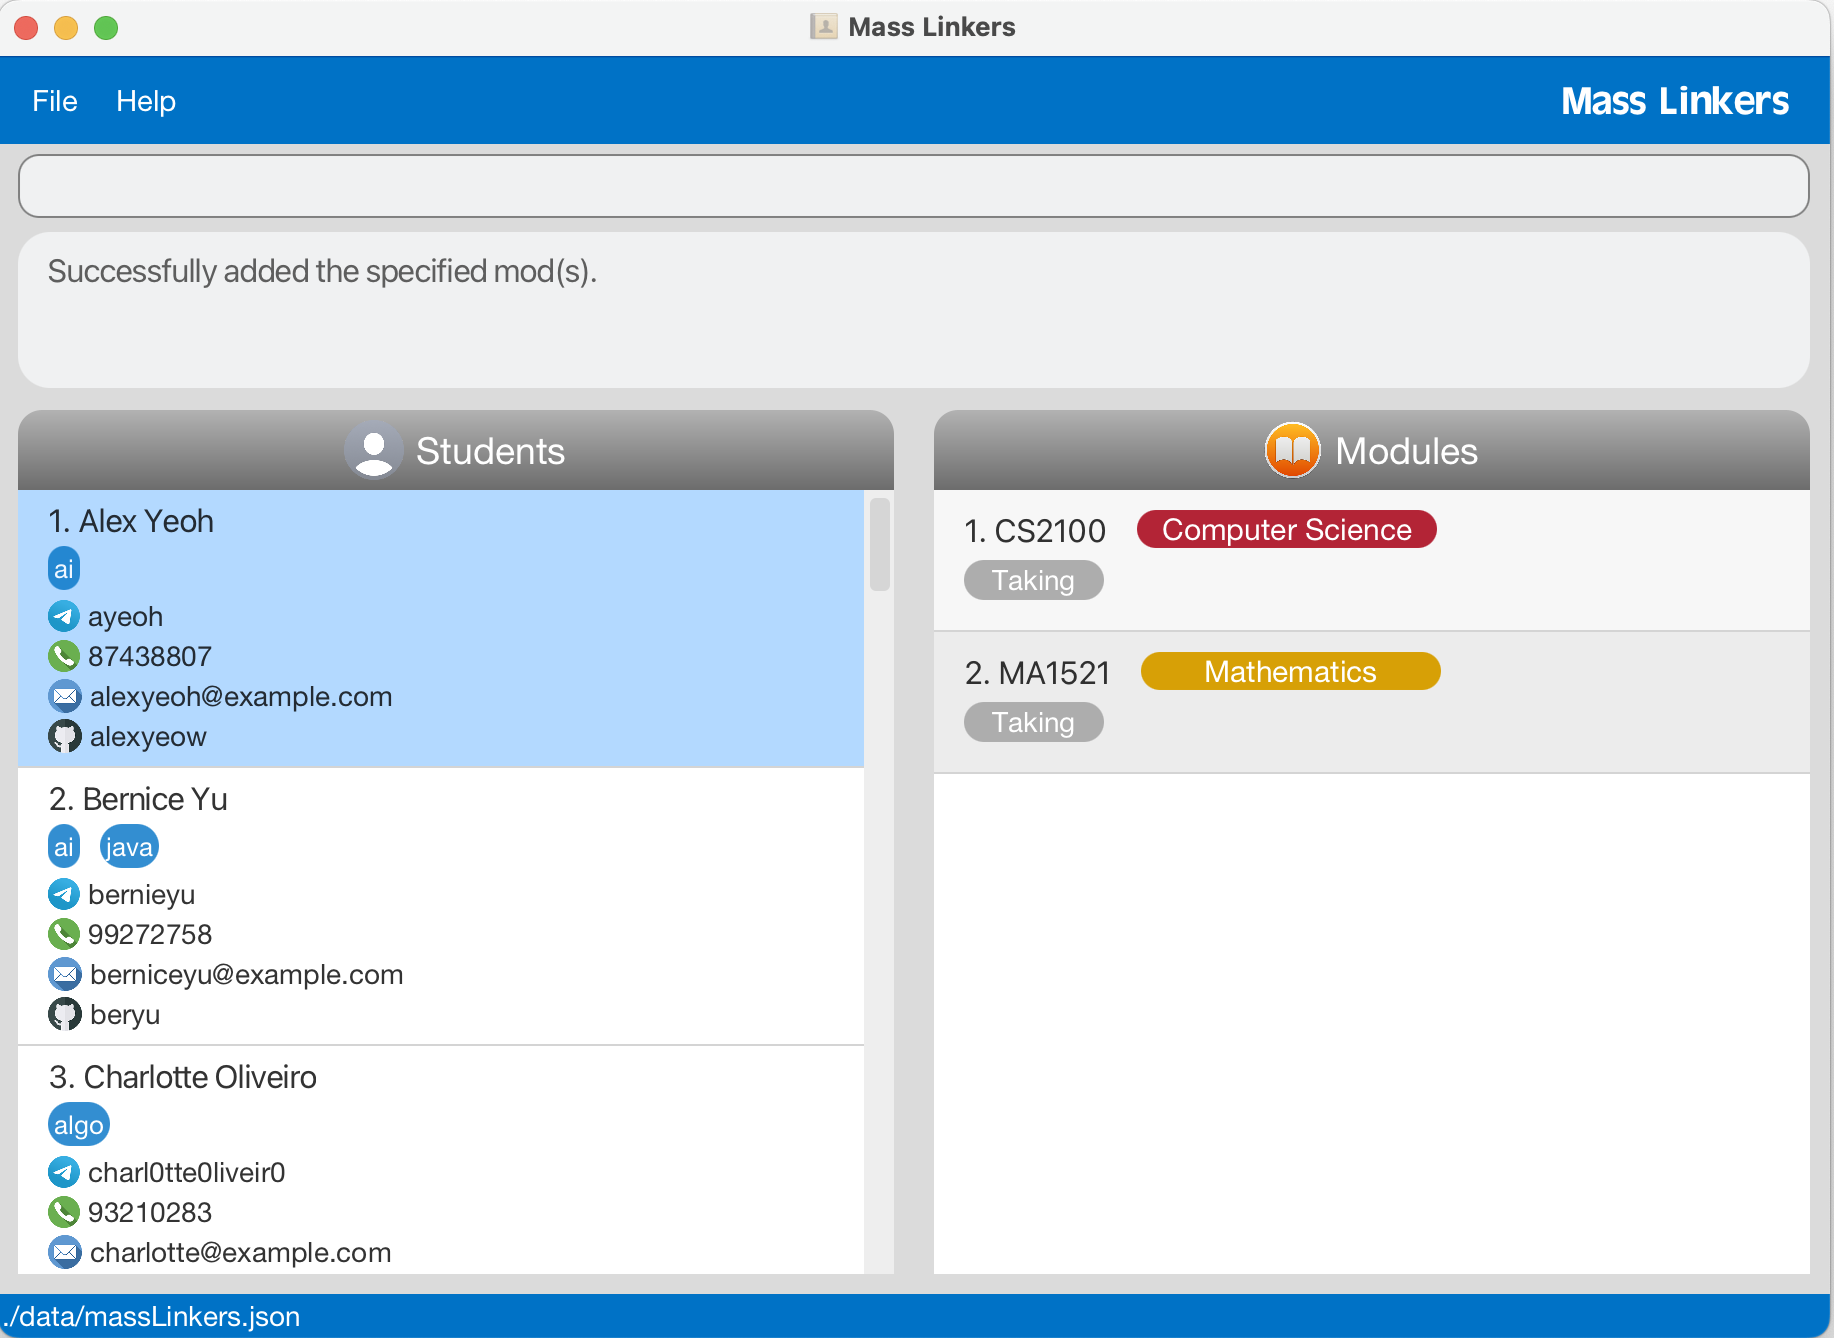 Mass Linkers
File Help
Mass Linkers
Successfully added the specified mod(s).
Students
1. Alex Yeoh
ai
ayeoh
87438807
alexyeoh@example.com
alexyeow
2. Bernice Yu
ai java
bernieyu
99272758
berniceyu@example.com
beryu
3. Charlotte Oliveiro
algo
charl0tte0liveir0
93210283
charlotte@example.com
Modules
1. CS2100 Computer Science
Taking
2. MA1521 Mathematics
Taking
./data/massLinkers.json